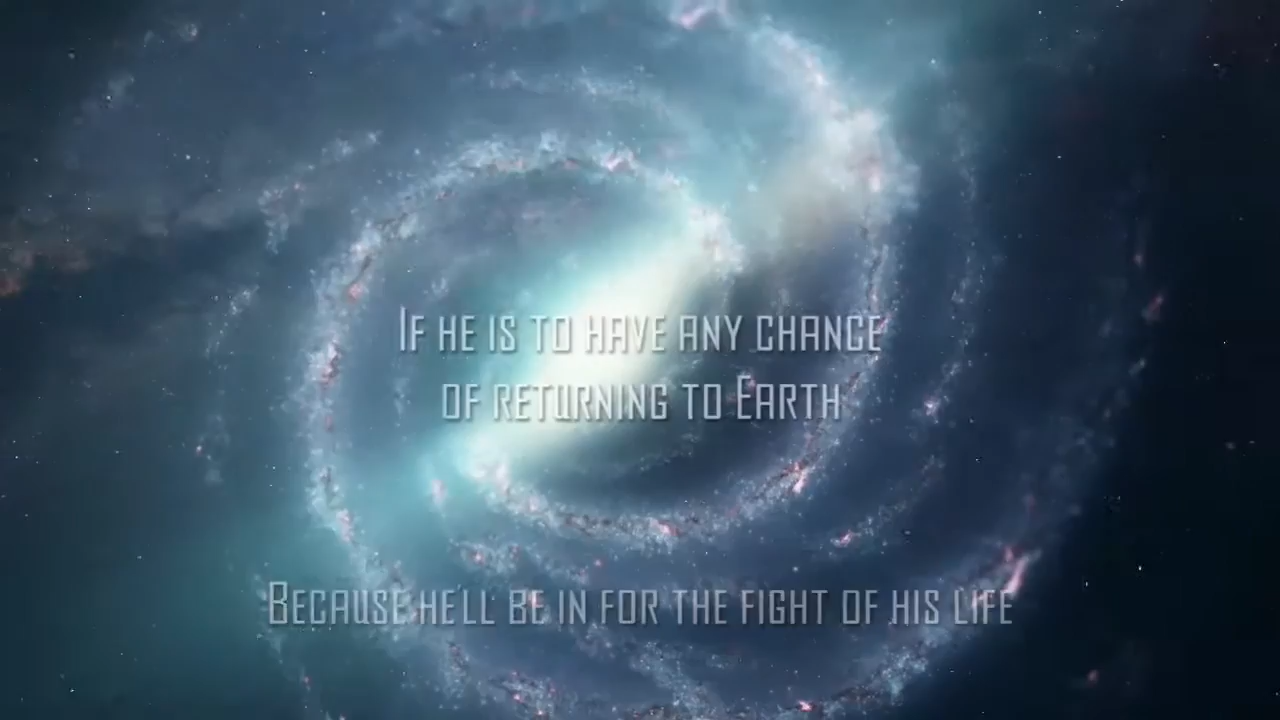 If he is to have any chance
of returning to Earth
Because he'll be in for the fight of his life